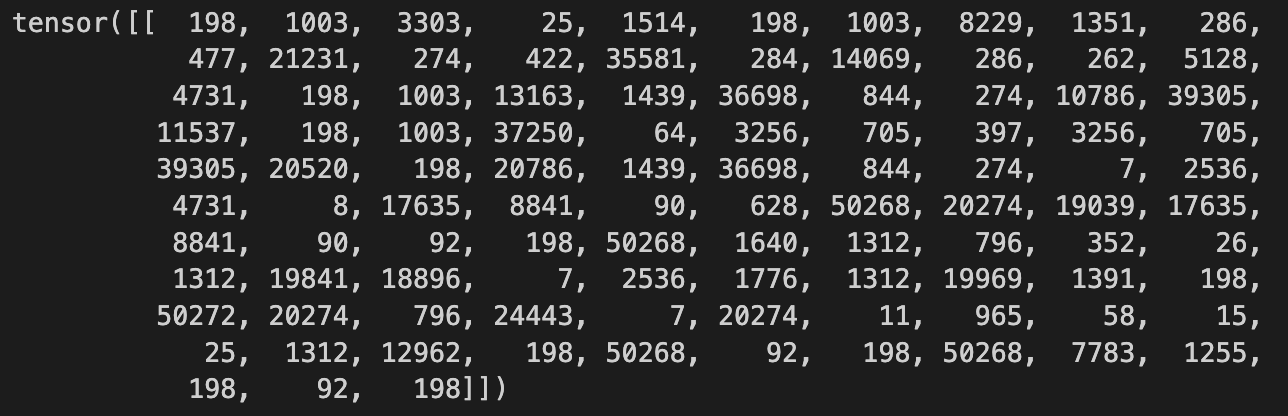 tensor([[  198,  1003,  3303,    25,  1514,   198,  1003,  8229,  1351,   286,
           477, 21231,   274,   422, 35581,   284, 14069,   286,   262,  5128,
          4731,   198,  1003, 13163,  1439, 36698,   844,   274, 10786, 39305,
         11537,   198,  1003, 37250,    64,  3256,   705,   397,  3256,   705,
         39305, 20520,   198, 20786,  1439, 36698,   844,   274,     7,  2536,
          4731,     8, 17635,  8841,    90,   628, 50268, 20274, 19039, 17635,
          8841,    90,    92,   198, 50268,  1640,  1312,   796,   352,    26,
          1312, 19841, 18896,     7,  2536,  1776,  1312, 19969,  1391,   198,
         50272, 20274,   796, 24443,     7, 20274,    11,   965,    58,    15,
            25,  1312, 12962,   198, 50268,    92,   198, 50268,  7783,  1255,
           198,    92,   198]])